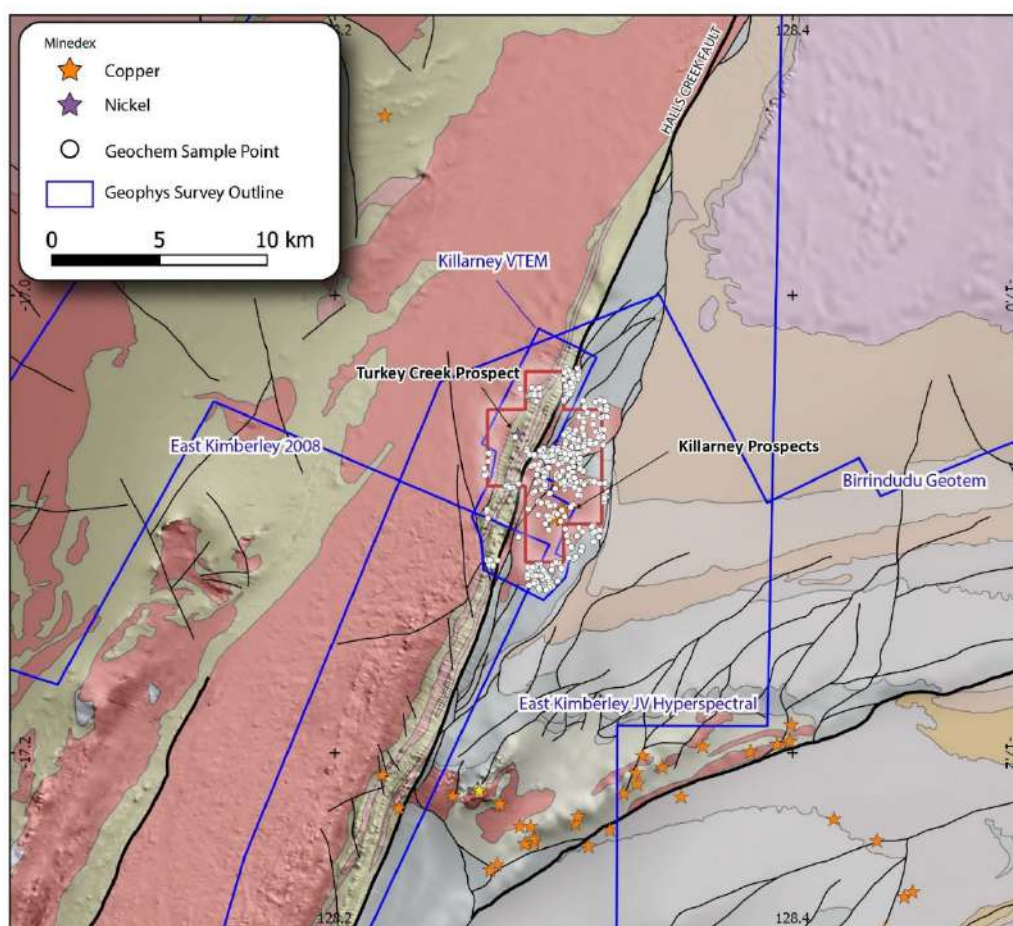 Minedex
Copper
Nickel
Geochem Sample Point
Geophys Survey Outline
0 5 10 km
128.4
HALLS CREEK FAULT
Killarney VTEM
-17.0
Turkey Creek Prospect
East Kimberley 2008
Killarney Prospects
Birrindudu Geotem
East Kimberley JV Hyperspectral
-17.2
128.2
128.4